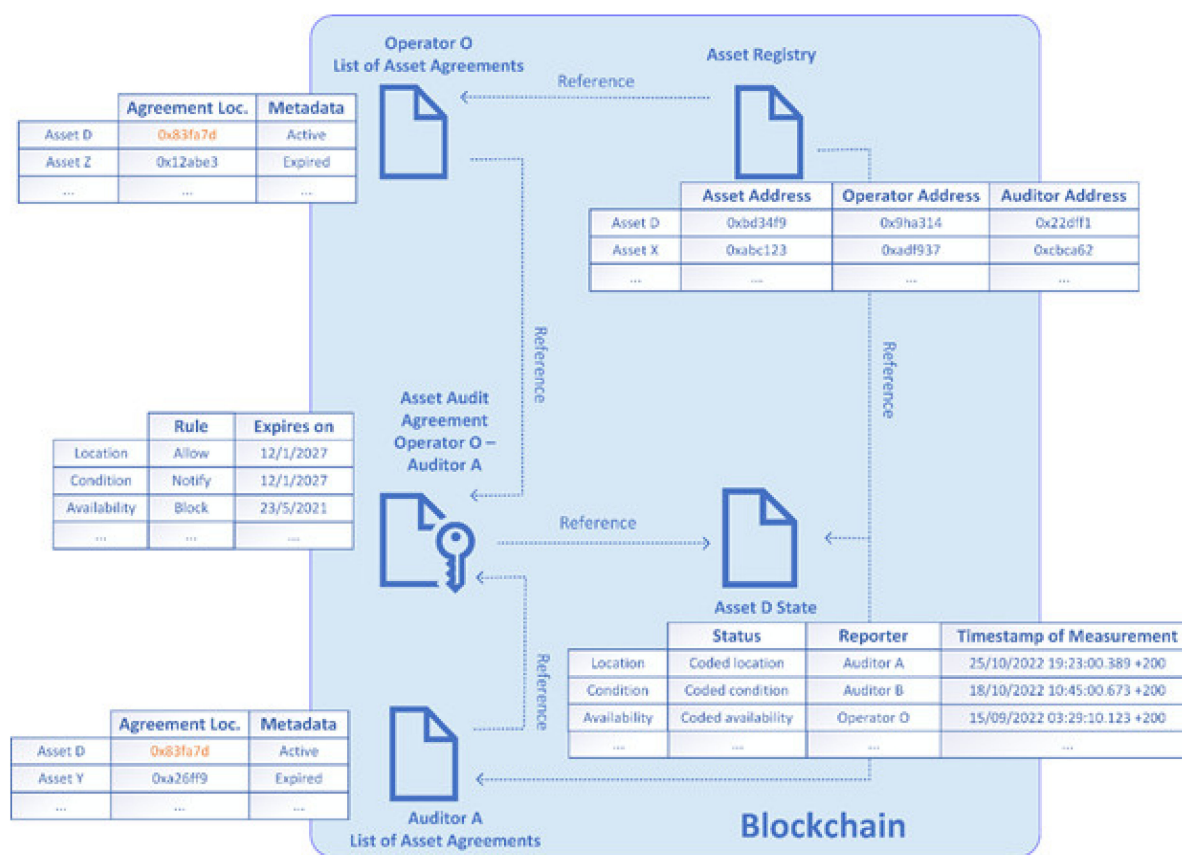 Operator O
List of Asset Agreements
Asset Registry
Reference
Agreement Loc. Metadata
Asset D 0x83fa7d Active
Asset Z 0x12abe3 Expired
... ... ...
Asset Address Operator Address Auditor Address
Asset D 0xbd34f9 0x9ha314 0x22dff1
Asset X 0xabc123 0xadf937 0xcbca62
... ... ... ...
Reference
Reference
Asset Audit
Agreement
Operator O –
Auditor A
Rule Expires on
Location Allow 12/1/2027
Condition Notify 12/1/2027
Availability Block 23/5/2021
... ... ...
Reference
Asset D State
Status Reporter Timestamp of Measurement
Location Coded location Auditor A 25/10/2022 19:23:00.389 +200
Condition Coded condition Auditor B 18/10/2022 10:45:00.673 +200
Availability Coded availability Operator O 15/09/2022 03:29:10.123 +200
... ... ... ...
Reference
Agreement Loc. Metadata
Asset D 0x83fa7d Active
Asset Y 0xa26ff9 Expired
... ... ...
Auditor A
List of Asset Agreements
Blockchain